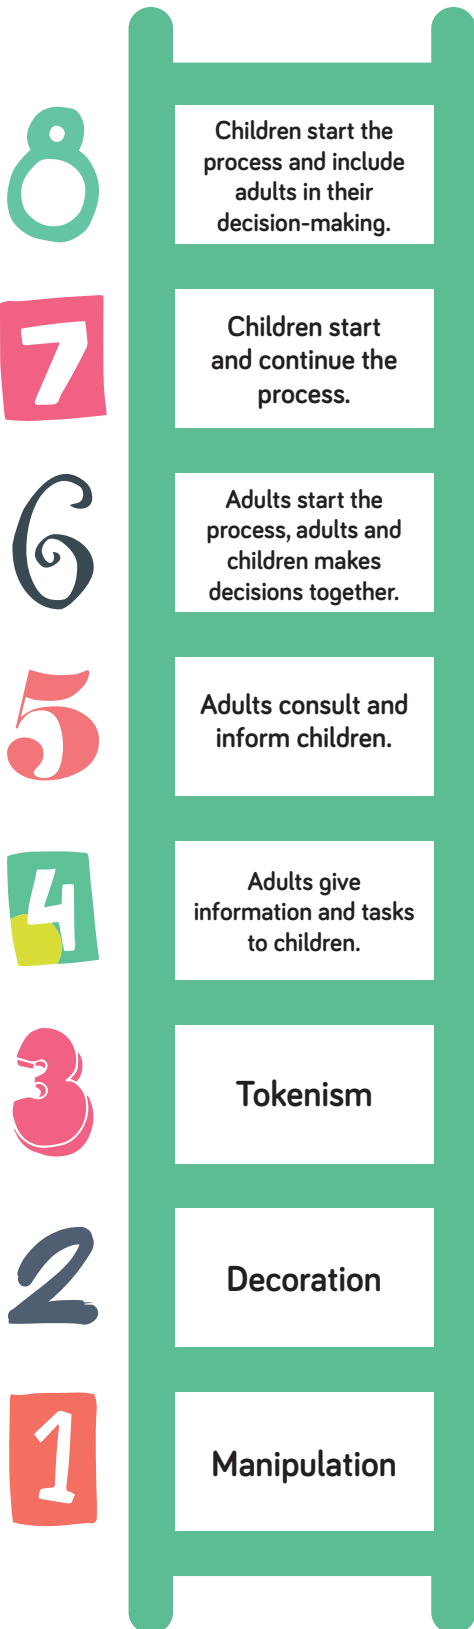 8
Children start the
process and include
adults in their
decision-making.
7
Children start
and continue the
process.
6
Adults start the
process, adults and
children makes
decisions together.
5
Adults consult and
inform children.
4
Adults give
information and tasks
to children.
3
Tokenism
2
Decoration
1
Manipulation